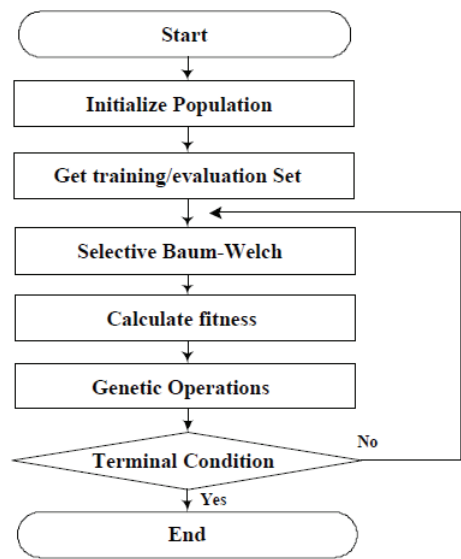 Start
Initialize Population
Get training/evaluation Set
Selective Baum-Welch
Calculate fitness
Genetic Operations
No
Terminal Condition
Yes
End